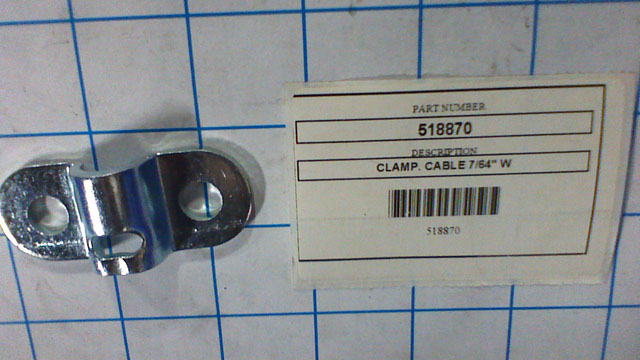 PART NUMBER
518870
DESCRIPTION
CLAMP. CABLE 7/64" W
518870